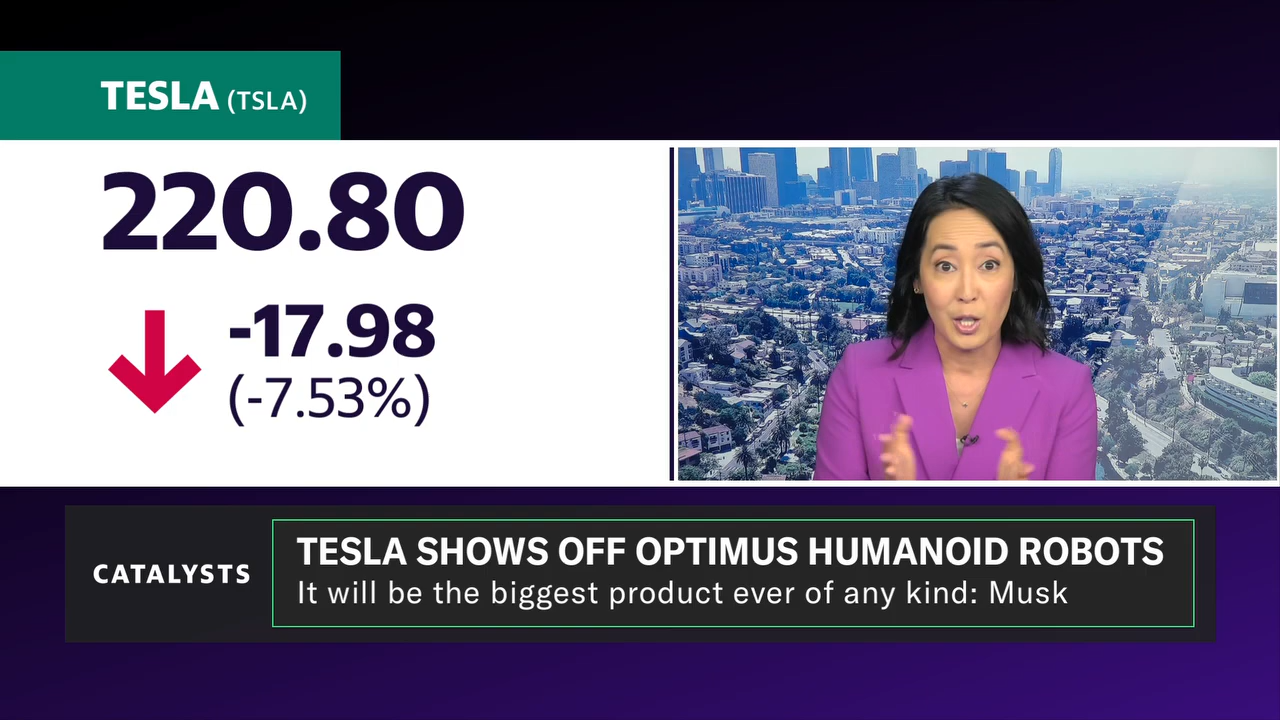 TESLA (TSLA)
220.80
-17.98
(-7.53%)
CATALYSTS
TESLA SHOWS OFF OPTIMUS HUMANOID ROBOTS
It will be the biggest product ever of any kind: Musk